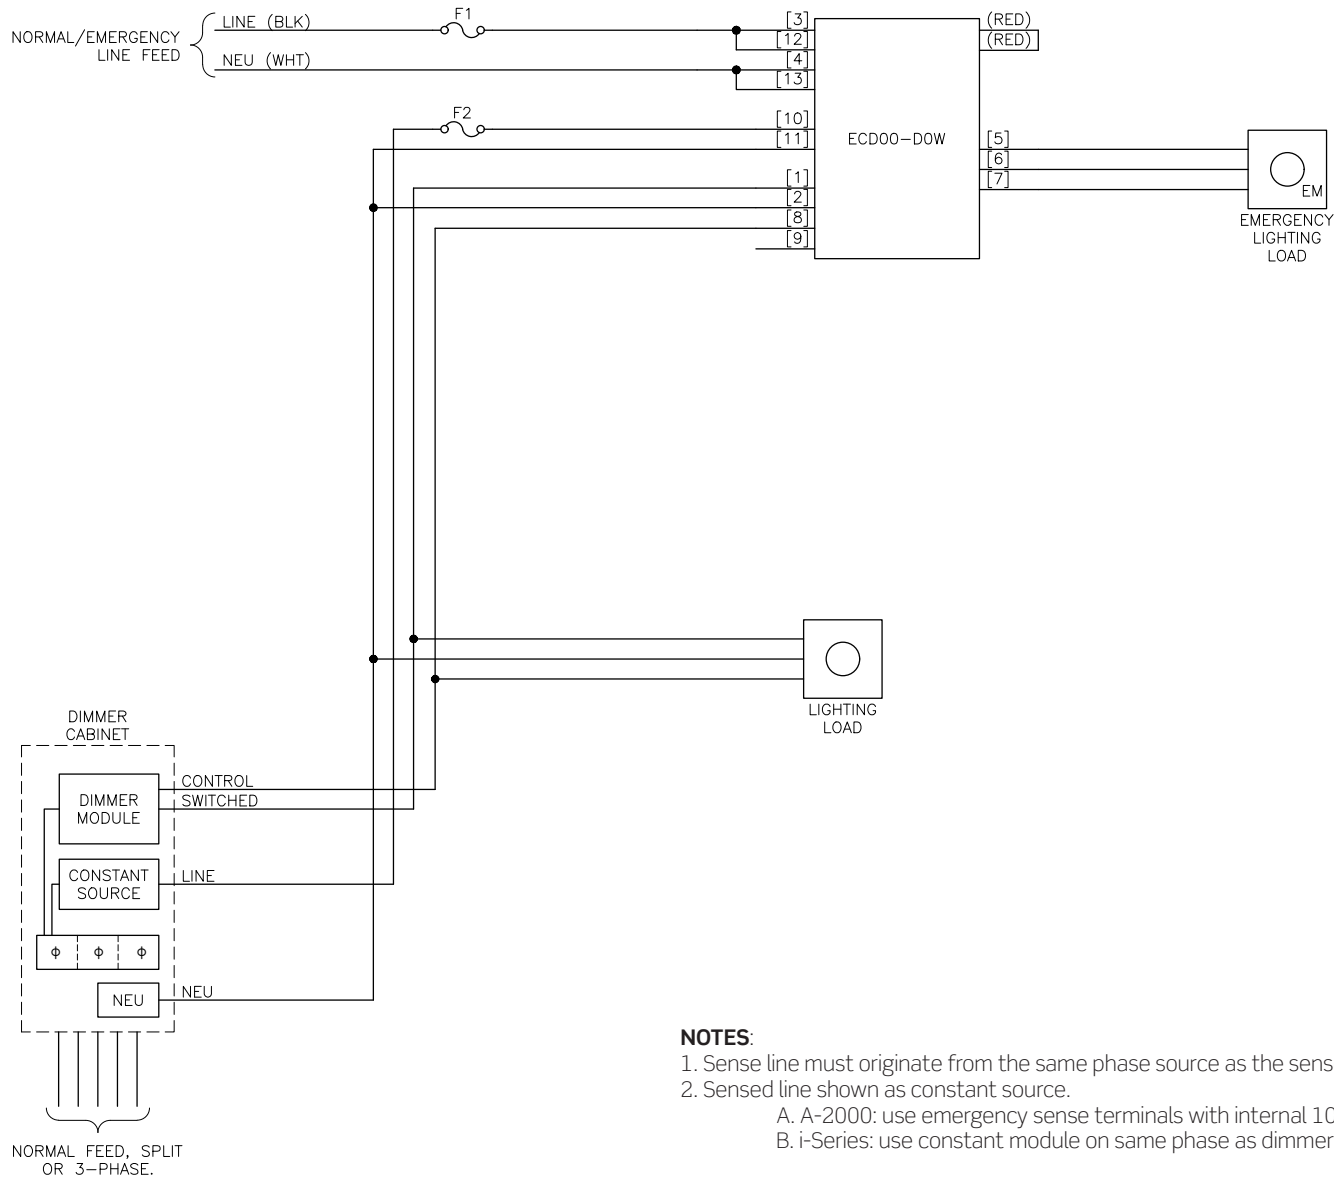 NORMAL/EMERGENCY
LINE FEED
LINE (BLK)
F1
NEU (WHT)
F2
[3]
[12]
[4]
[13]
[10]
[11]
[1]
[2]
[8]
[9]
ECD00-D0W
(RED)
(RED)
[5]
[6]
[7]
EM
EMERGENCY
LIGHTING
LOAD
LIGHTING
LOAD
DIMMER
CABINET
DIMMER
MODULE
CONTROL
SWITCHED
CONSTANT
SOURCE
LINE
ϕ ϕ ϕ
NEU
NEU
NORMAL FEED, SPLIT
OR 3-PHASE.
NOTES:
1. Sense line must originate from the same phase source as the sens
2. Sensed line shown as constant source.
A. A-2000: use emergency sense terminals with internal 10
B. i-Series: use constant module on same phase as dimmer